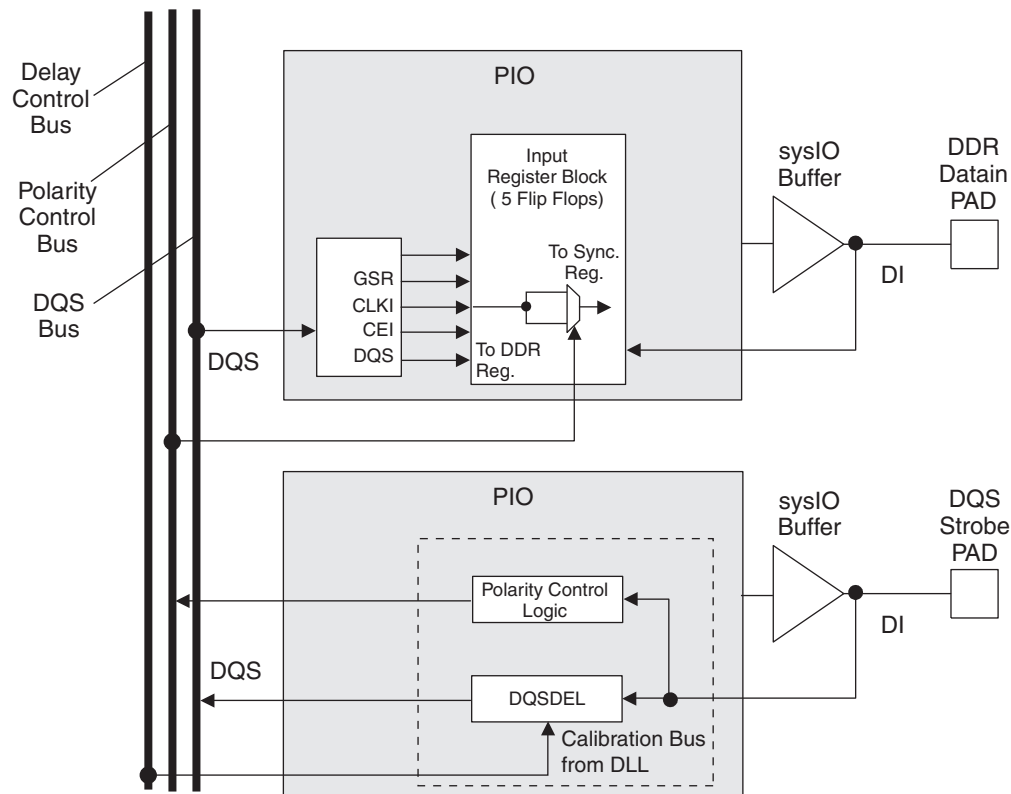 Delay
Control
Bus
Polarity
Control
Bus
DQS
Bus
DQS
PIO
Input
Register Block
( 5 Flip Flops)
To Sync.
Reg.
GSR
CLKI
CEI
DQS
To DDR
Reg.
sysIO
Buffer
DDR
Datain
PAD
DI
PIO
Polarity Control
Logic
DQS
DQSDEL
Calibration Bus
from DLL
sysIO
Buffer
DQS
Strobe
PAD
DI